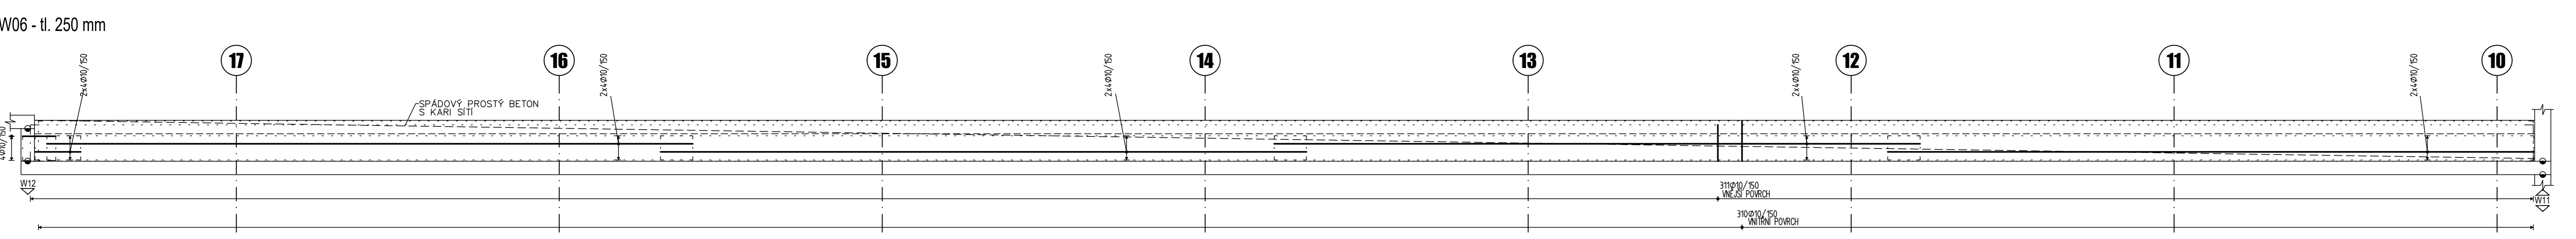 W06 - tl. 250 mm
17
16
15
14
13
12
11
10
2x4Ø10/150
2x4Ø10/150
2x4Ø10/150
2x4Ø10/150
2x4Ø10/150
SPÁDOVÝ PROSTÝ BETON
S KARI SÍTÍ
4Ø10/150
W12
W11
311Ø10/150
VNĚJŠÍ POVRCH
310Ø10/150
VNITŘNÍ POVRCH